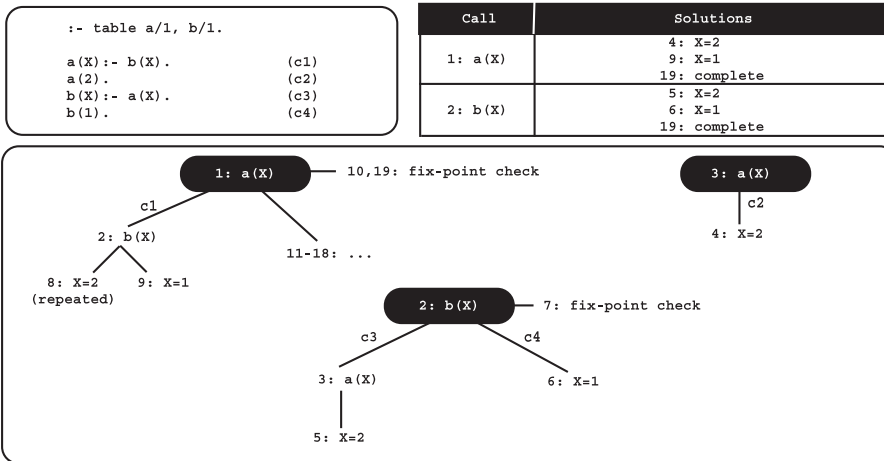 :- table a/1, b/1.
a(X):- b(X). (c1)
a(2). (c2)
b(X):- a(X). (c3)
b(1). (c4)
Call Solutions
1: a(X)
4: X=2
9: X=1
19: complete
2: b(X)
5: X=2
6: X=1
19: complete
1: a(X) 10,19: fix-point check
3: a(X)
c1
c2
2: b(X)
4: X=2
11-18: ...
8: X=2 9: X=1
(repeated)
2: b(X) 7: fix-point check
c3 c4
3: a(X) 6: X=1
5: X=2